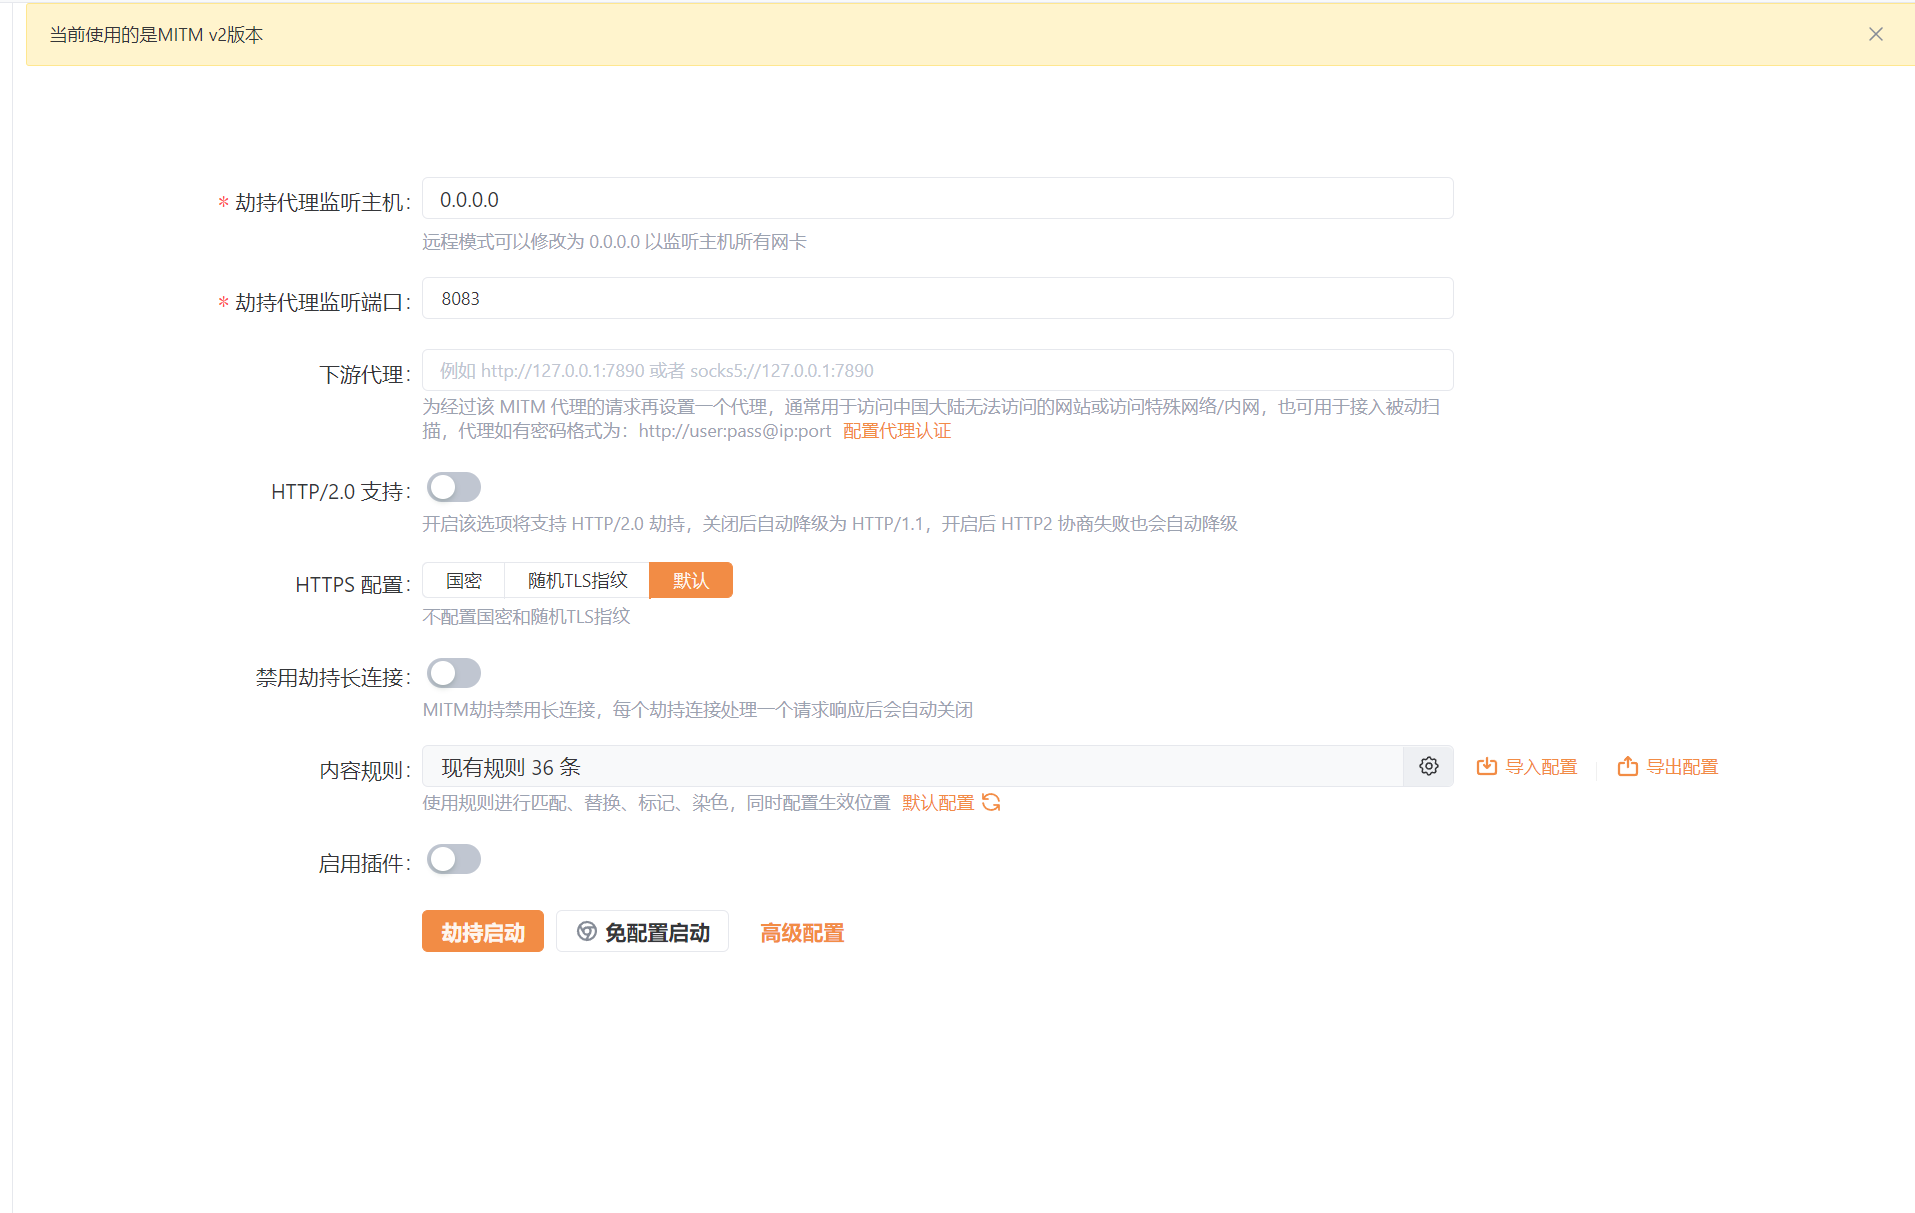 当前使用的是MITM v2版本
* 劫持代理监听主机: 0.0.0.0
远程模式可以修改为 0.0.0.0 以监听主机所有网卡
* 劫持代理监听端口: 8083
下游代理: 例如 http://127.0.0.1:7890 或者 socks5://127.0.0.1:7890
为经过该 MITM 代理的请求再设置一个代理，通常用于访问中国大陆无法访问的网站或访问特殊网络/内网，也可用于接入被动扫
描，代理如有密码格式为：http://user:pass@ip:port 配置代理认证
HTTP/2.0 支持:
开启该选项将支持 HTTP/2.0 劫持，关闭后自动降级为 HTTP/1.1，开启后 HTTP2 协商失败也会自动降级
HTTPS 配置: 国密 随机TLS指纹 默认
不配置国密和随机TLS指纹
禁用劫持长连接:
MITM劫持禁用长连接，每个劫持连接处理一个请求响应后会自动关闭
内容规则: 现有规则 36 条 导入配置 导出配置
使用规则进行匹配、替换、标记、染色，同时配置生效位置 默认配置
启用插件:
劫持启动 免配置启动 高级配置